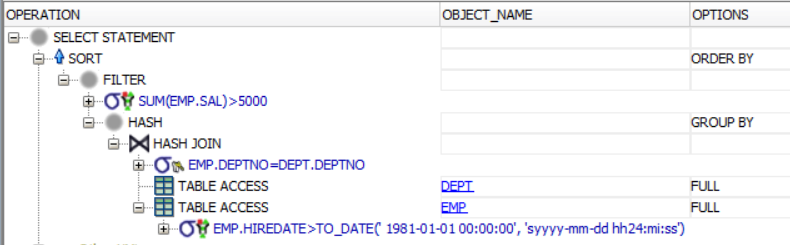 OPERATION OBJECT_NAME OPTIONS
SELECT STATEMENT
SORT ORDER BY
FILTER
SUM(EMP.SAL)>5000
HASH GROUP BY
HASH JOIN
EMP.DEPTNO=DEPT.DEPTNO
TABLE ACCESS DEPT FULL
TABLE ACCESS EMP FULL
EMP.HIREDATE>TO_DATE(' 1981-01-01 00:00:00', 'syyyy-mm-dd hh24:mi:ss')